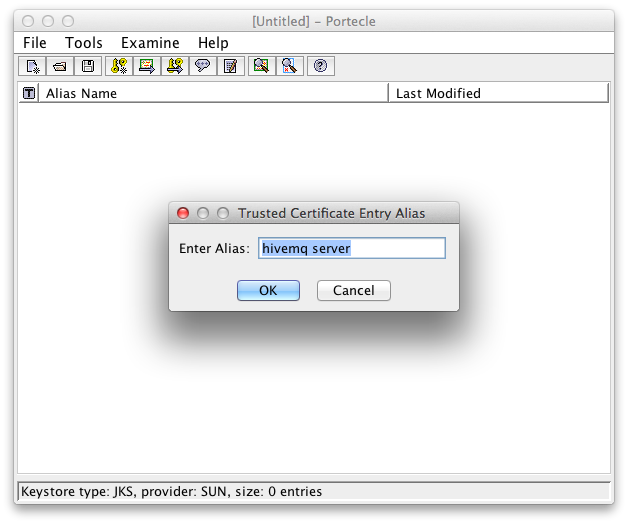 [Untitled] – Portecle
File Tools Examine Help
T Alias Name Last Modified
Trusted Certificate Entry Alias
Enter Alias: hivemq server
OK Cancel
Keystore type: JKS, provider: SUN, size: 0 entries